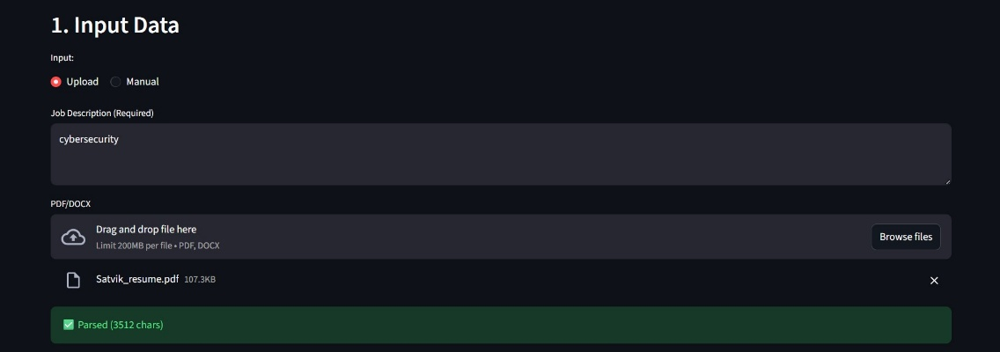 1. Input Data
Input:
Upload Manual
Job Description (Required)
cybersecurity
PDF/DOCX
Drag and drop file here
Limit 200MB per file • PDF, DOCX
Browse files
Satvik_resume.pdf 107.3KB
✅ Parsed (3512 chars)